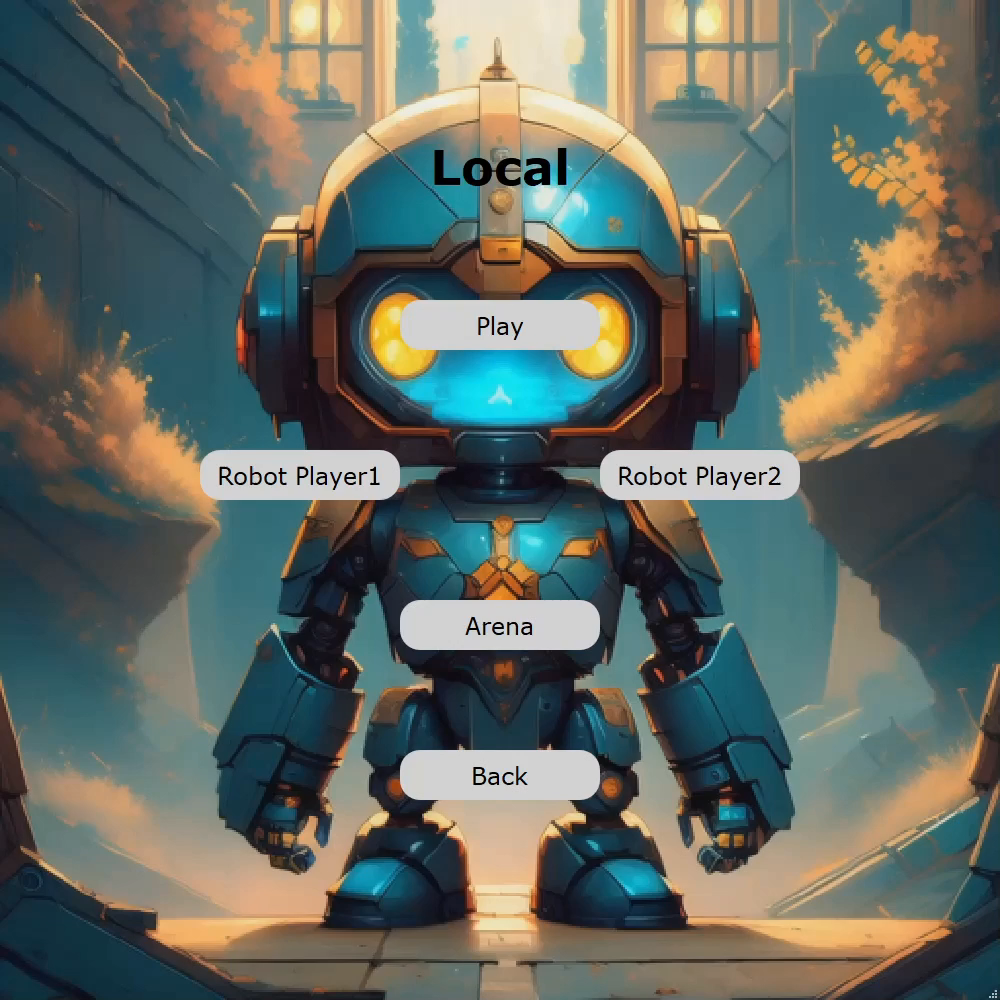 Local
Play
Robot Player1
Robot Player2
Arena
Back